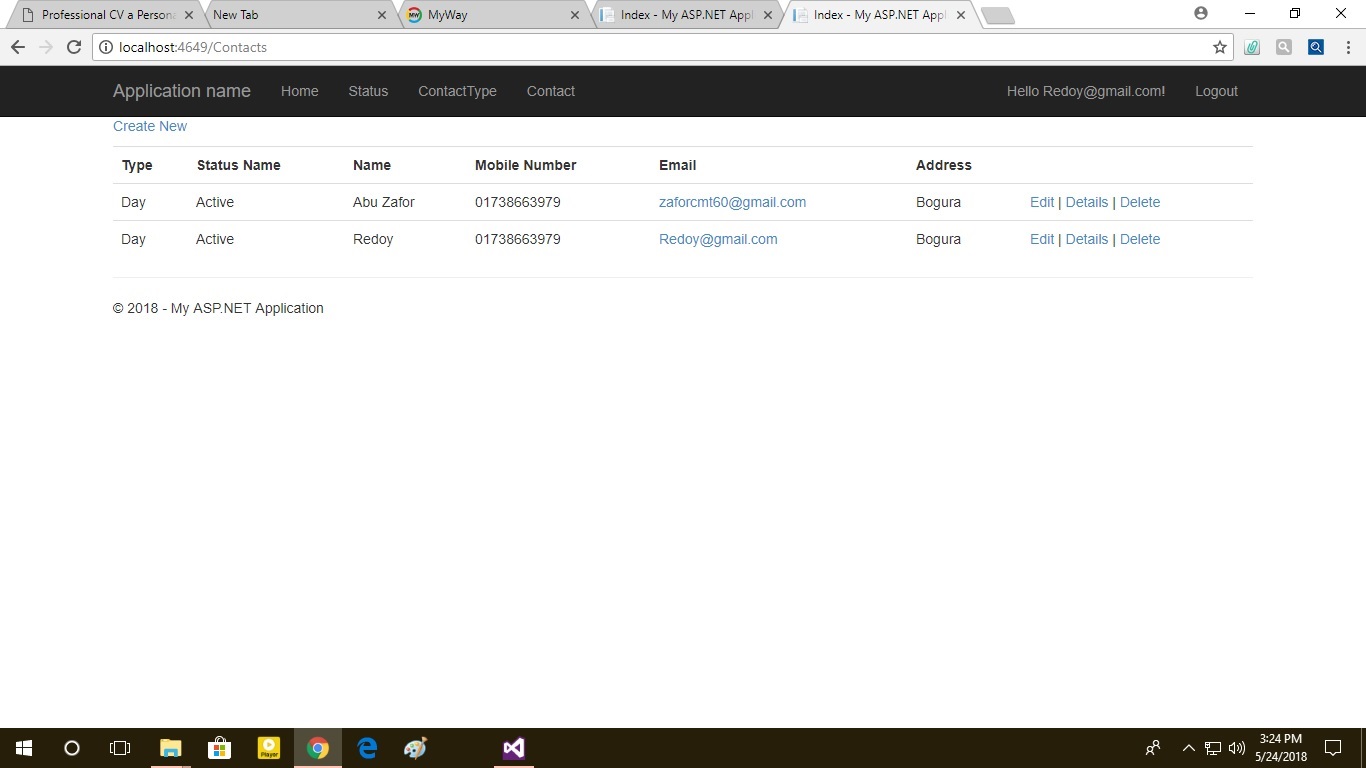 Professional CV a Persona
New Tab
MW MyWay
Index - My ASP.NET Appl
Index - My ASP.NET Appl
localhost:4649/Contacts
Application name Home Status ContactType Contact Hello Redoy@gmail.com! Logout
Create New
Type Status Name Name Mobile Number Email Address
Day Active Abu Zafor 01738663979 zaforcmt60@gmail.com Bogura Edit | Details | Delete
Day Active Redoy 01738663979 Redoy@gmail.com Bogura Edit | Details | Delete
© 2018 - My ASP.NET Application
Player
3:24 PM
5/24/2018